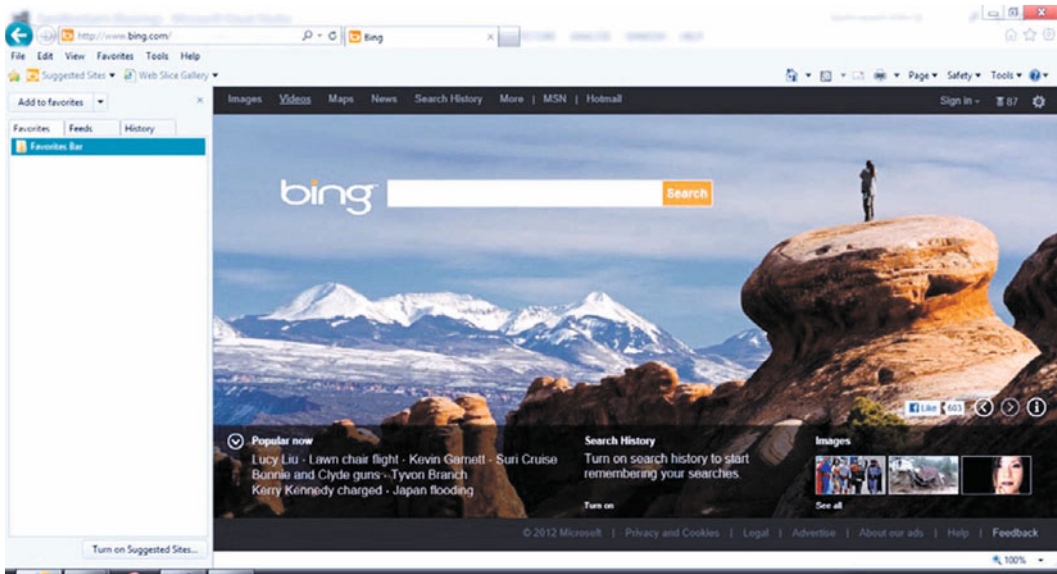 http://www.bing.com/
Bing
File Edit View Favorites Tools Help
Suggested Sites Web Slice Gallery
Page Safety Tools
Add to favorites
Favorites Feeds History
Favorites Bar
Images Videos Maps News Search History More | MSN | Hotmail
Sign in 87
bing
Search
Like 603
Popular now
Lucy Liu · Lawn chair flight · Kevin Garnett · Suri Cruise
Bonnie and Clyde guns · Tyvon Branch
Kerry Kennedy charged · Japan flooding
Search History
Turn on search history to start
remembering your searches.
Turn on
Images
See all
© 2012 Microsoft | Privacy and Cookies | Legal | Advertise | About our ads | Help | Feedback
Turn on Suggested Sites...
100%